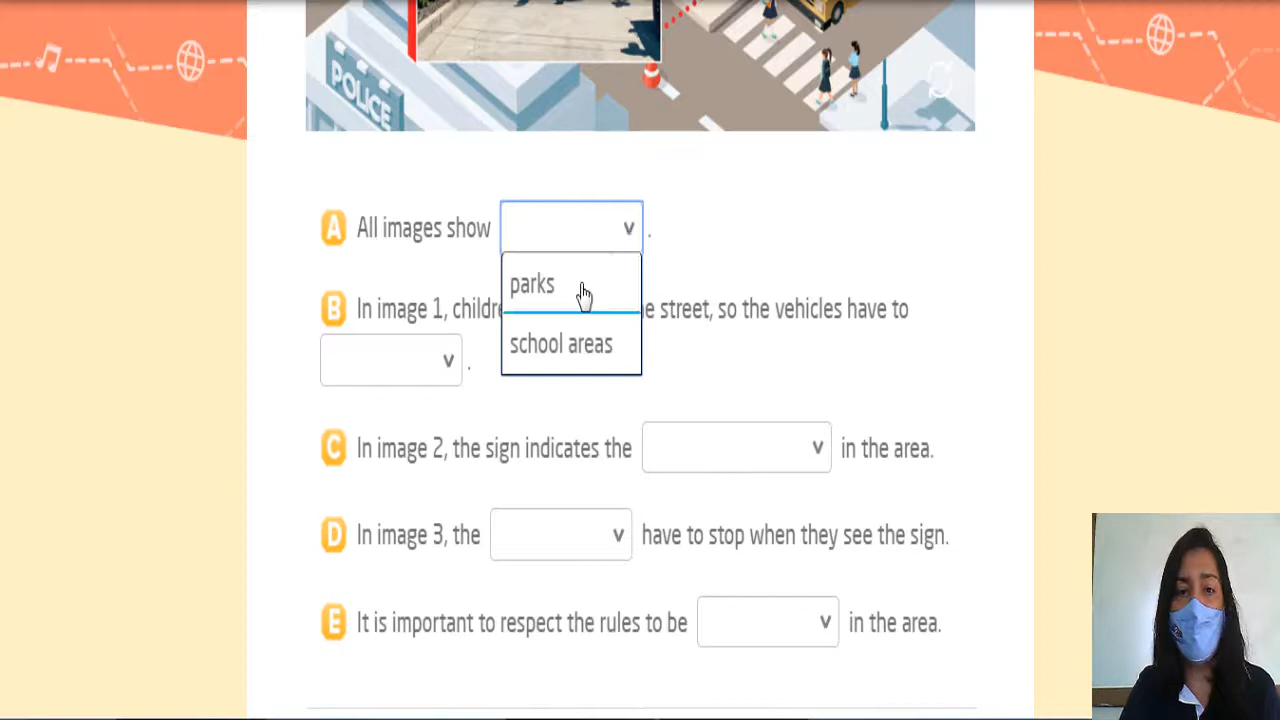 POLICE
A All images show v .
parks
school areas
B In image 1, childre e street, so the vehicles have to
v .
C In image 2, the sign indicates the v in the area.
D In image 3, the v have to stop when they see the sign.
E It is important to respect the rules to be v in the area.